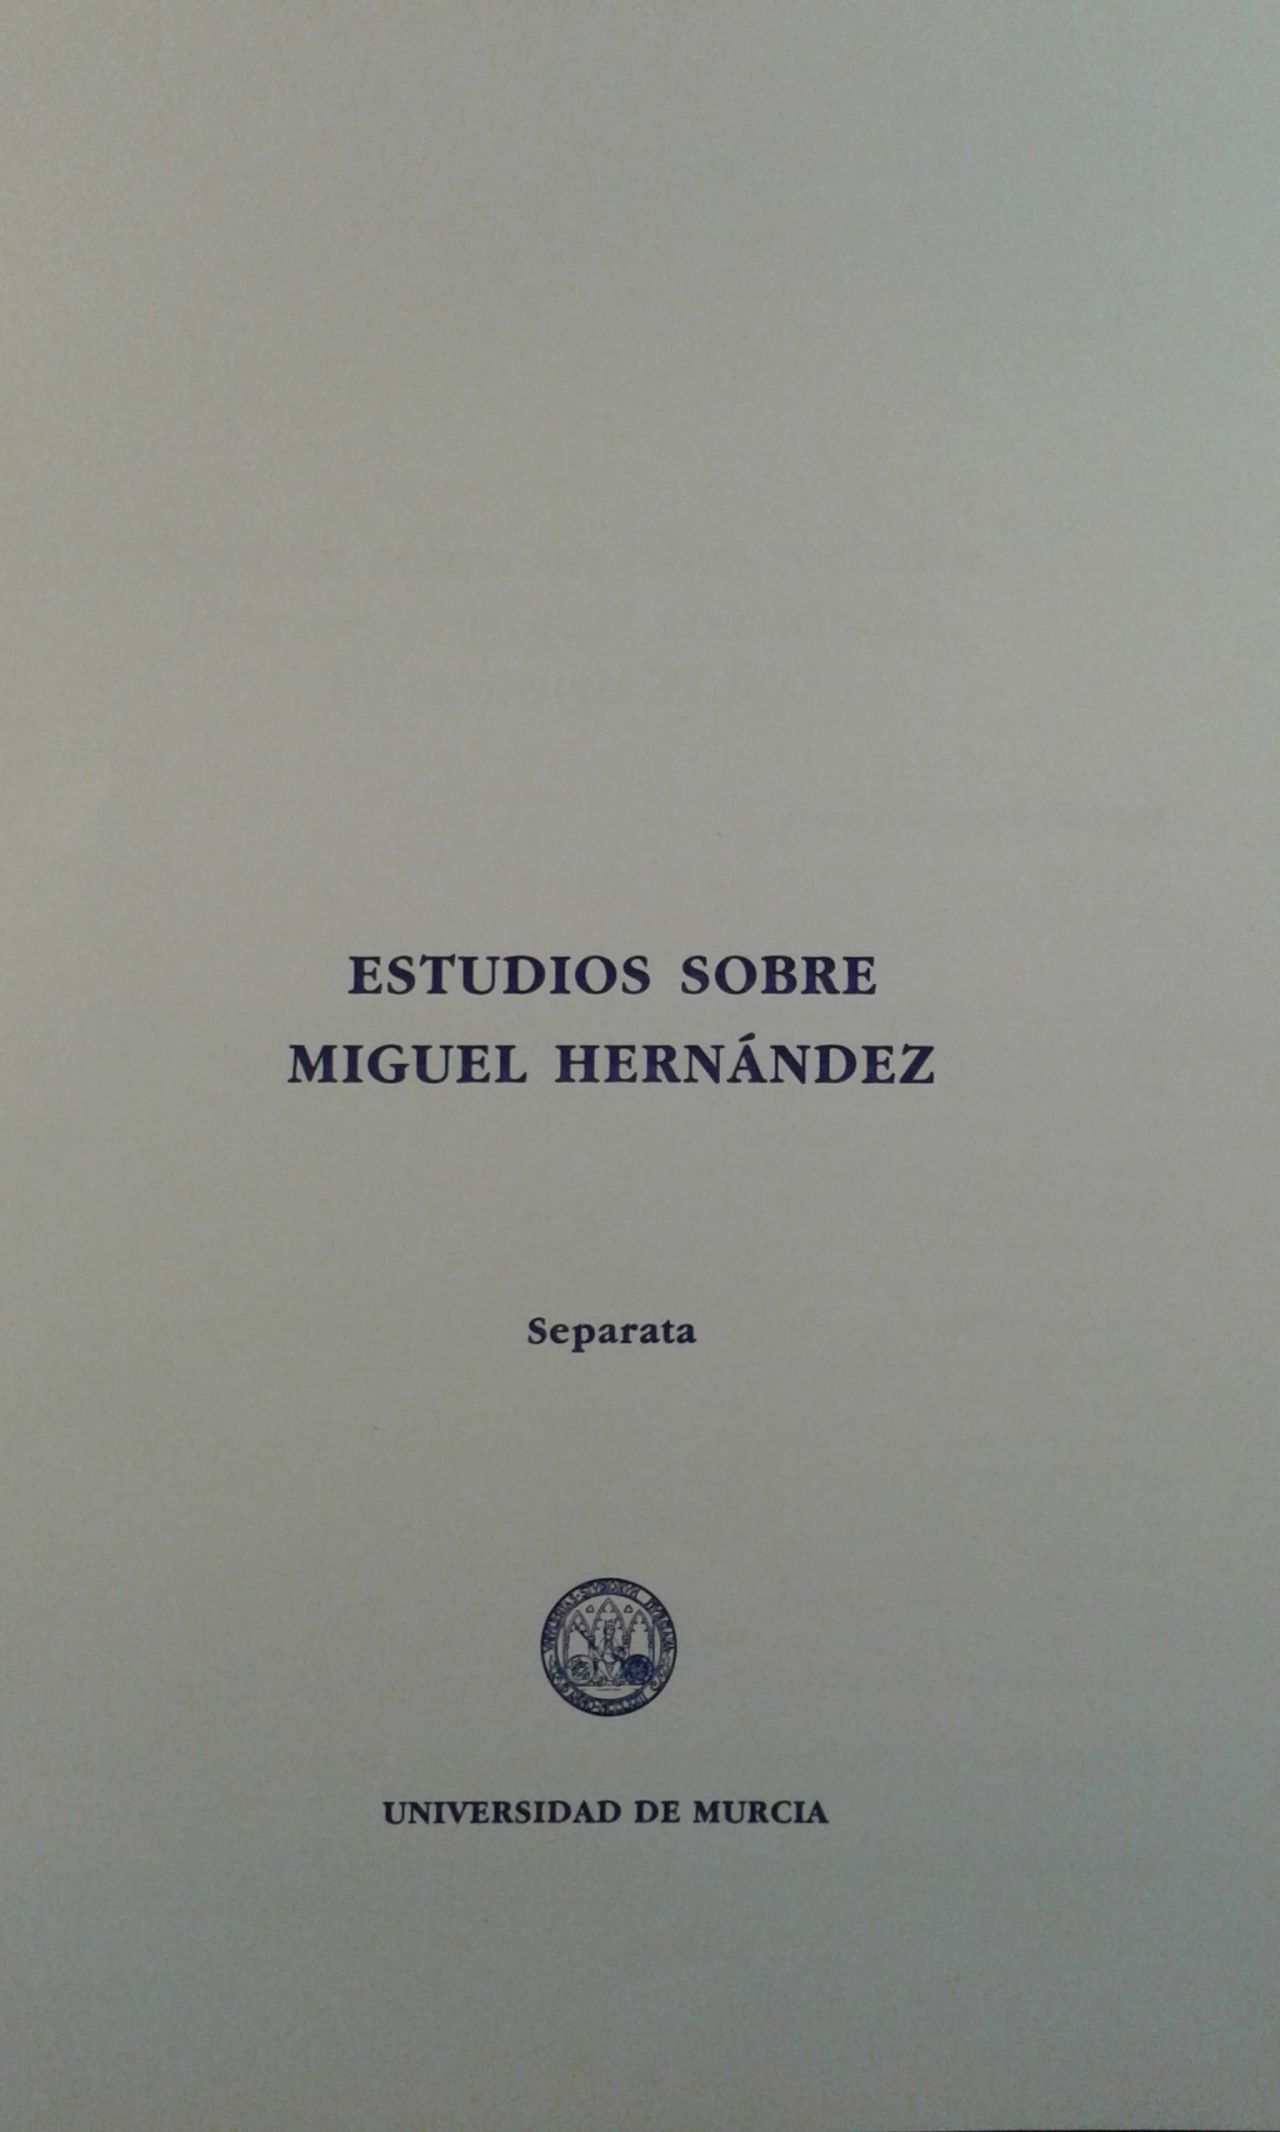 ESTUDIOS SOBRE
MIGUEL HERNÁNDEZ
Separata
UNIVERSIDAD DE MURCIA